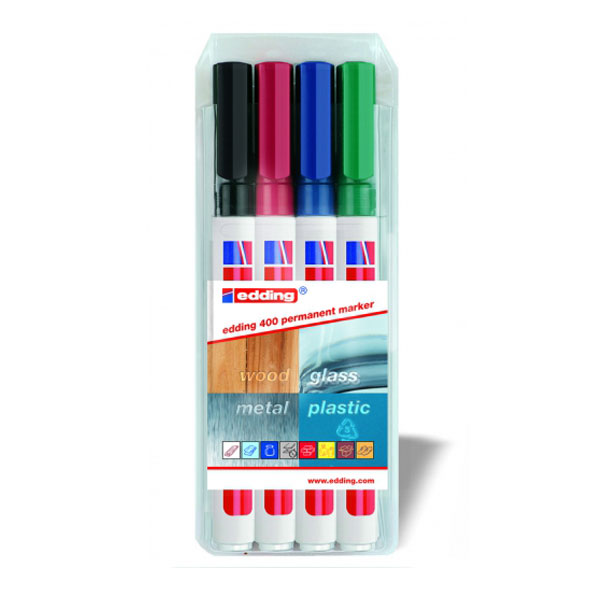 edding®
edding 400 permanent marker
wood glass
metal plastic
www.edding.com